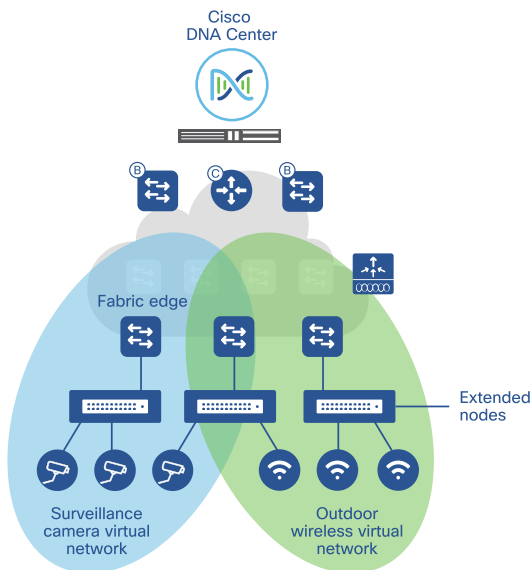 Cisco
DNA Center
B
C
B
Fabric edge
Extended
nodes
Surveillance
camera virtual
network
Outdoor
wireless virtual
network